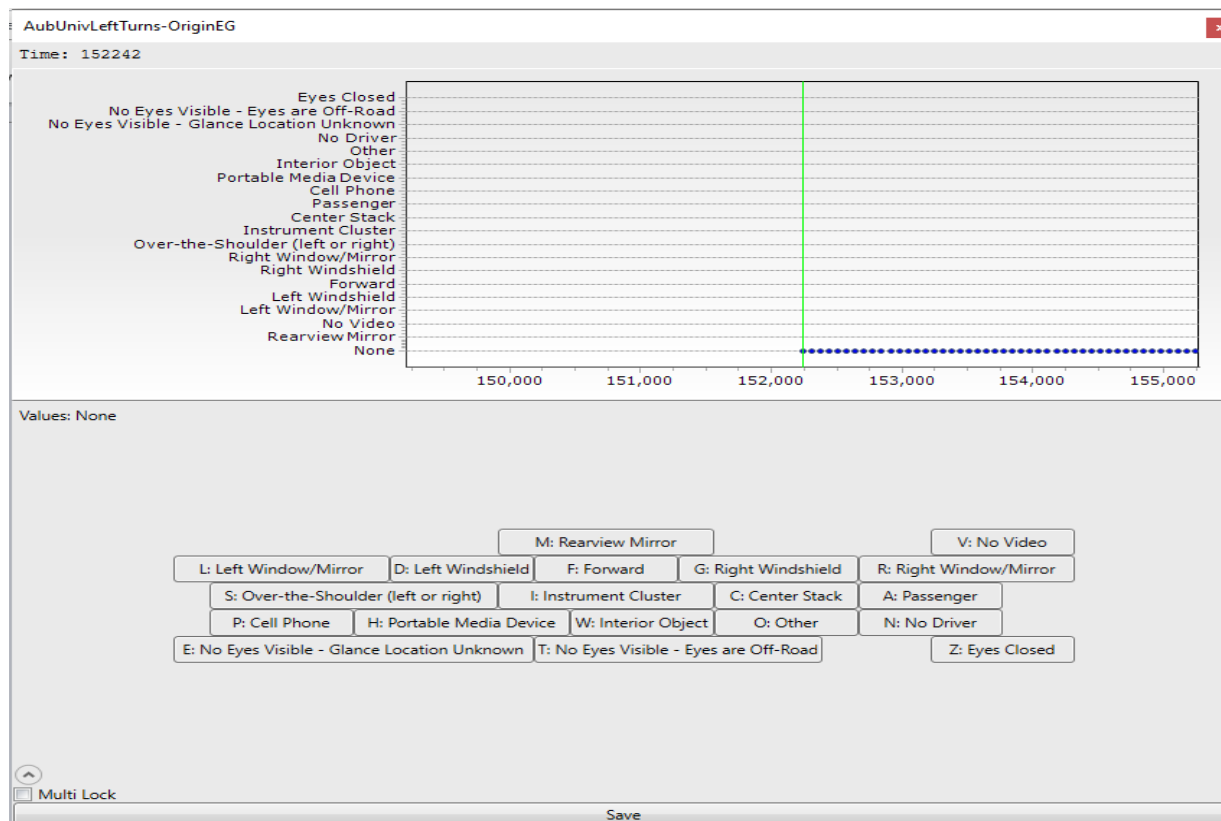 AubUnivLeftTurns-OriginEG
Time: 152242
Eyes Closed
No Eyes Visible - Eyes are Off-Road
No Eyes Visible - Glance Location Unknown
No Driver
Other
Interior Object
Portable Media Device
Cell Phone
Passenger
Center Stack
Instrument Cluster
Over-the-Shoulder (left or right)
Right Window/Mirror
Right Windshield
Forward
Left Windshield
Left Window/Mirror
No Video
Rearview Mirror
None
150,000 151,000 152,000 153,000 154,000 155,000
Values: None
M: Rearview Mirror V: No Video
L: Left Window/Mirror D: Left Windshield F: Forward G: Right Windshield R: Right Window/Mirror
S: Over-the-Shoulder (left or right) I: Instrument Cluster C: Center Stack A: Passenger
P: Cell Phone H: Portable Media Device W: Interior Object O: Other N: No Driver
E: No Eyes Visible - Glance Location Unknown T: No Eyes Visible - Eyes are Off-Road Z: Eyes Closed
Multi Lock
Save